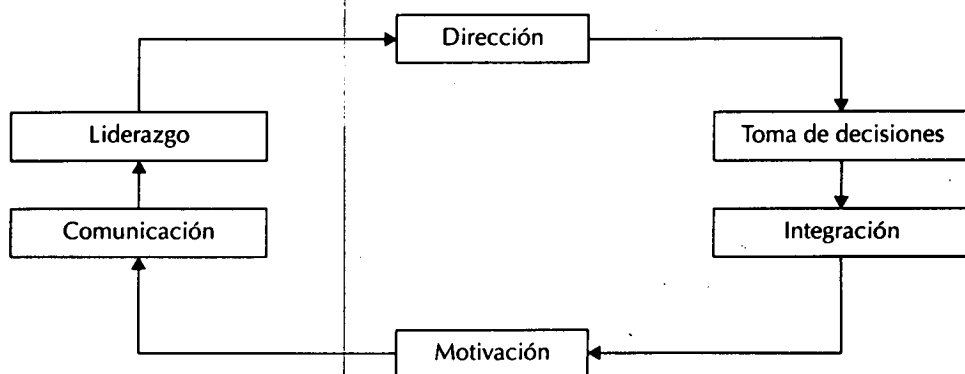 Dirección
Liderazgo
Toma de decisiones
Comunicación
Integración
Motivación